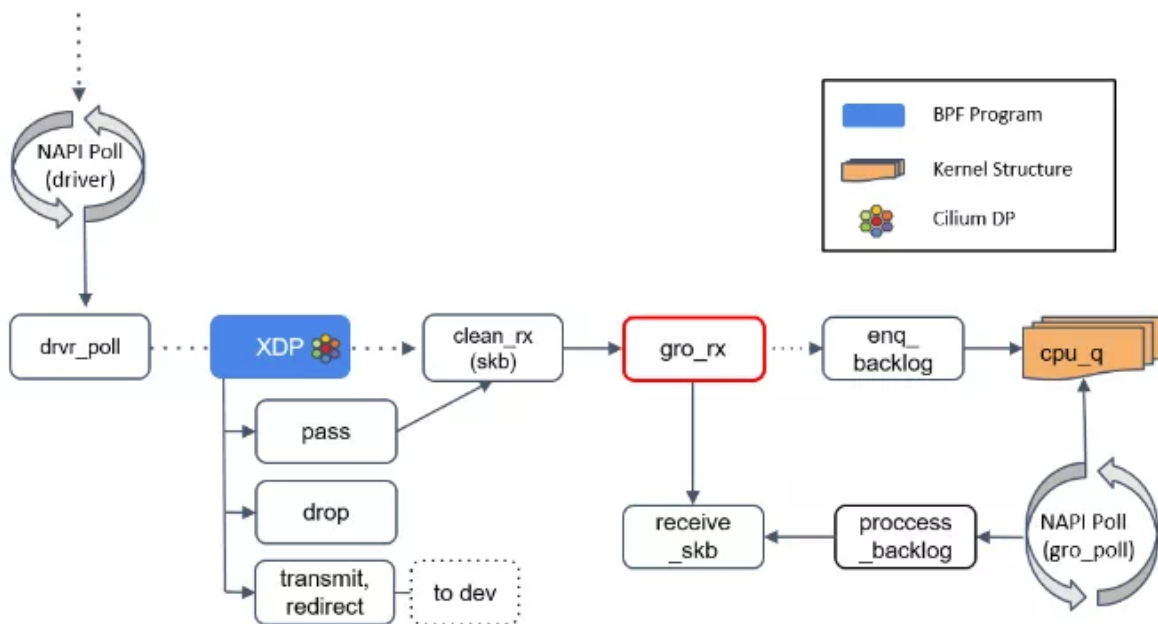 NAPI Poll
(driver)
BPF Program
Kernel Structure
Cilium DP
drvr_poll
XDP
clean_rx
(skb)
gro_rx
enq_
backlog
cpu_q
pass
drop
receive
_skb
proccess
_backlog
NAPI Poll
(gro_poll)
transmit,
redirect
to dev